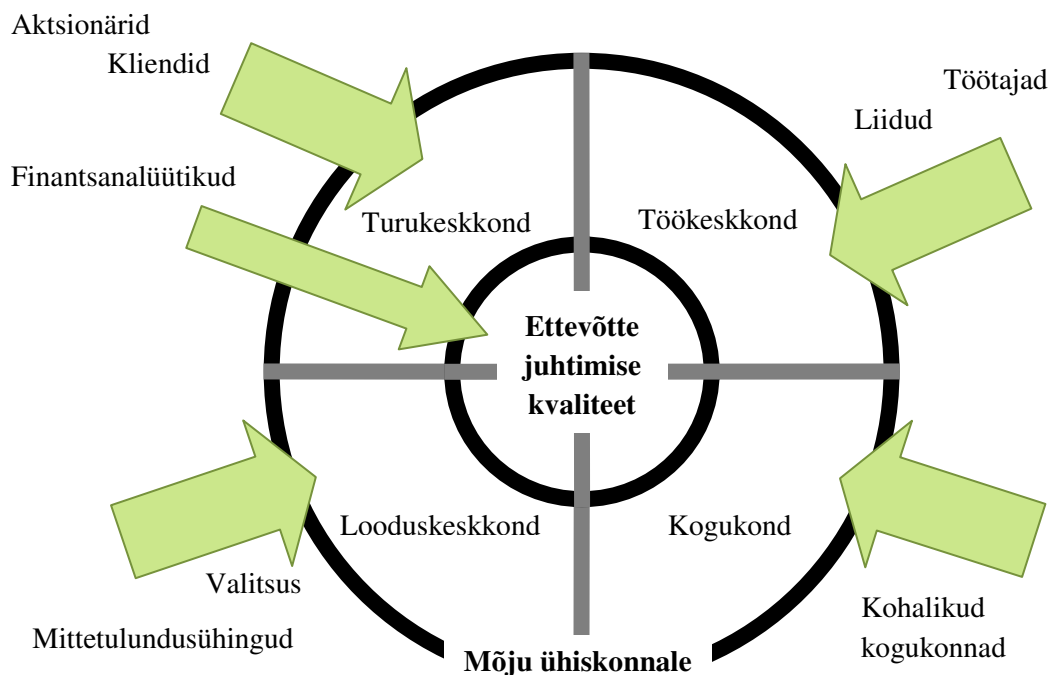 Aktsionärid
Kliendid
Töötajad
Liidud
Finantsanalüütikud
Turukeskkond
Töökeskkond
Ettevõtte
juhtimise
kvaliteet
Looduskeskkond
Kogukond
Valitsus
Mittetulundusühingud
Kohalikud
kogukonnad
Mõju ühiskonnale